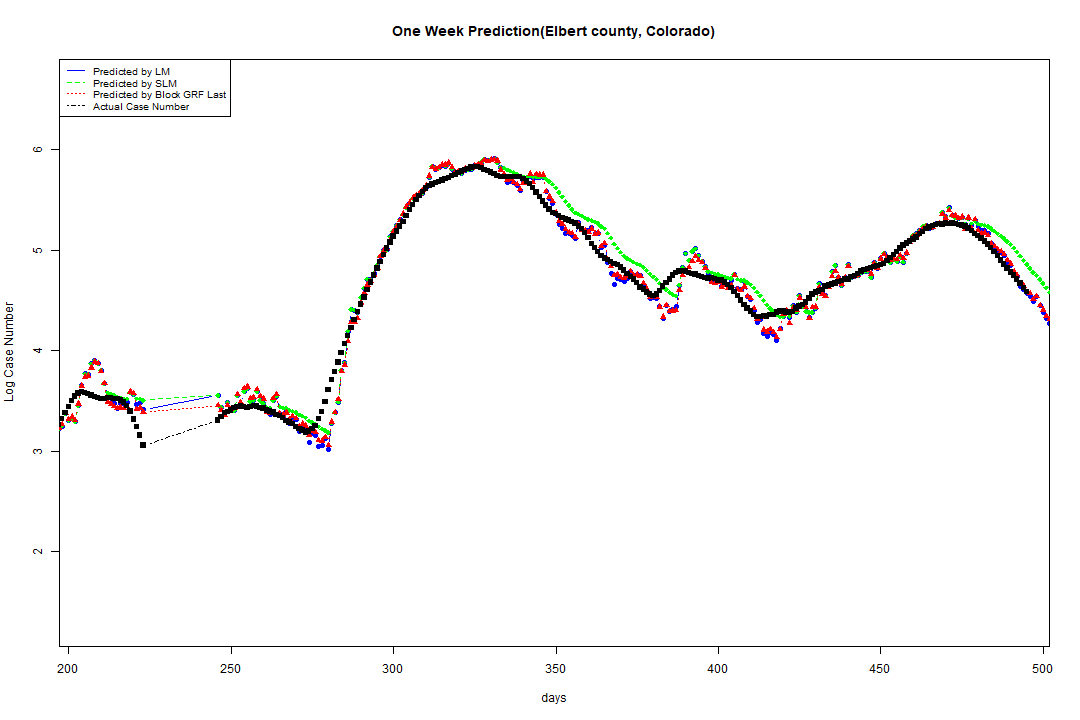 One Week Prediction(Elbert county, Colorado)
Predicted by LM
Predicted by SLM
Predicted by Block GRF Last
Actual Case Number
Log Case Number
6
5
4
3
2
200 250 300 350 400 450 500
days